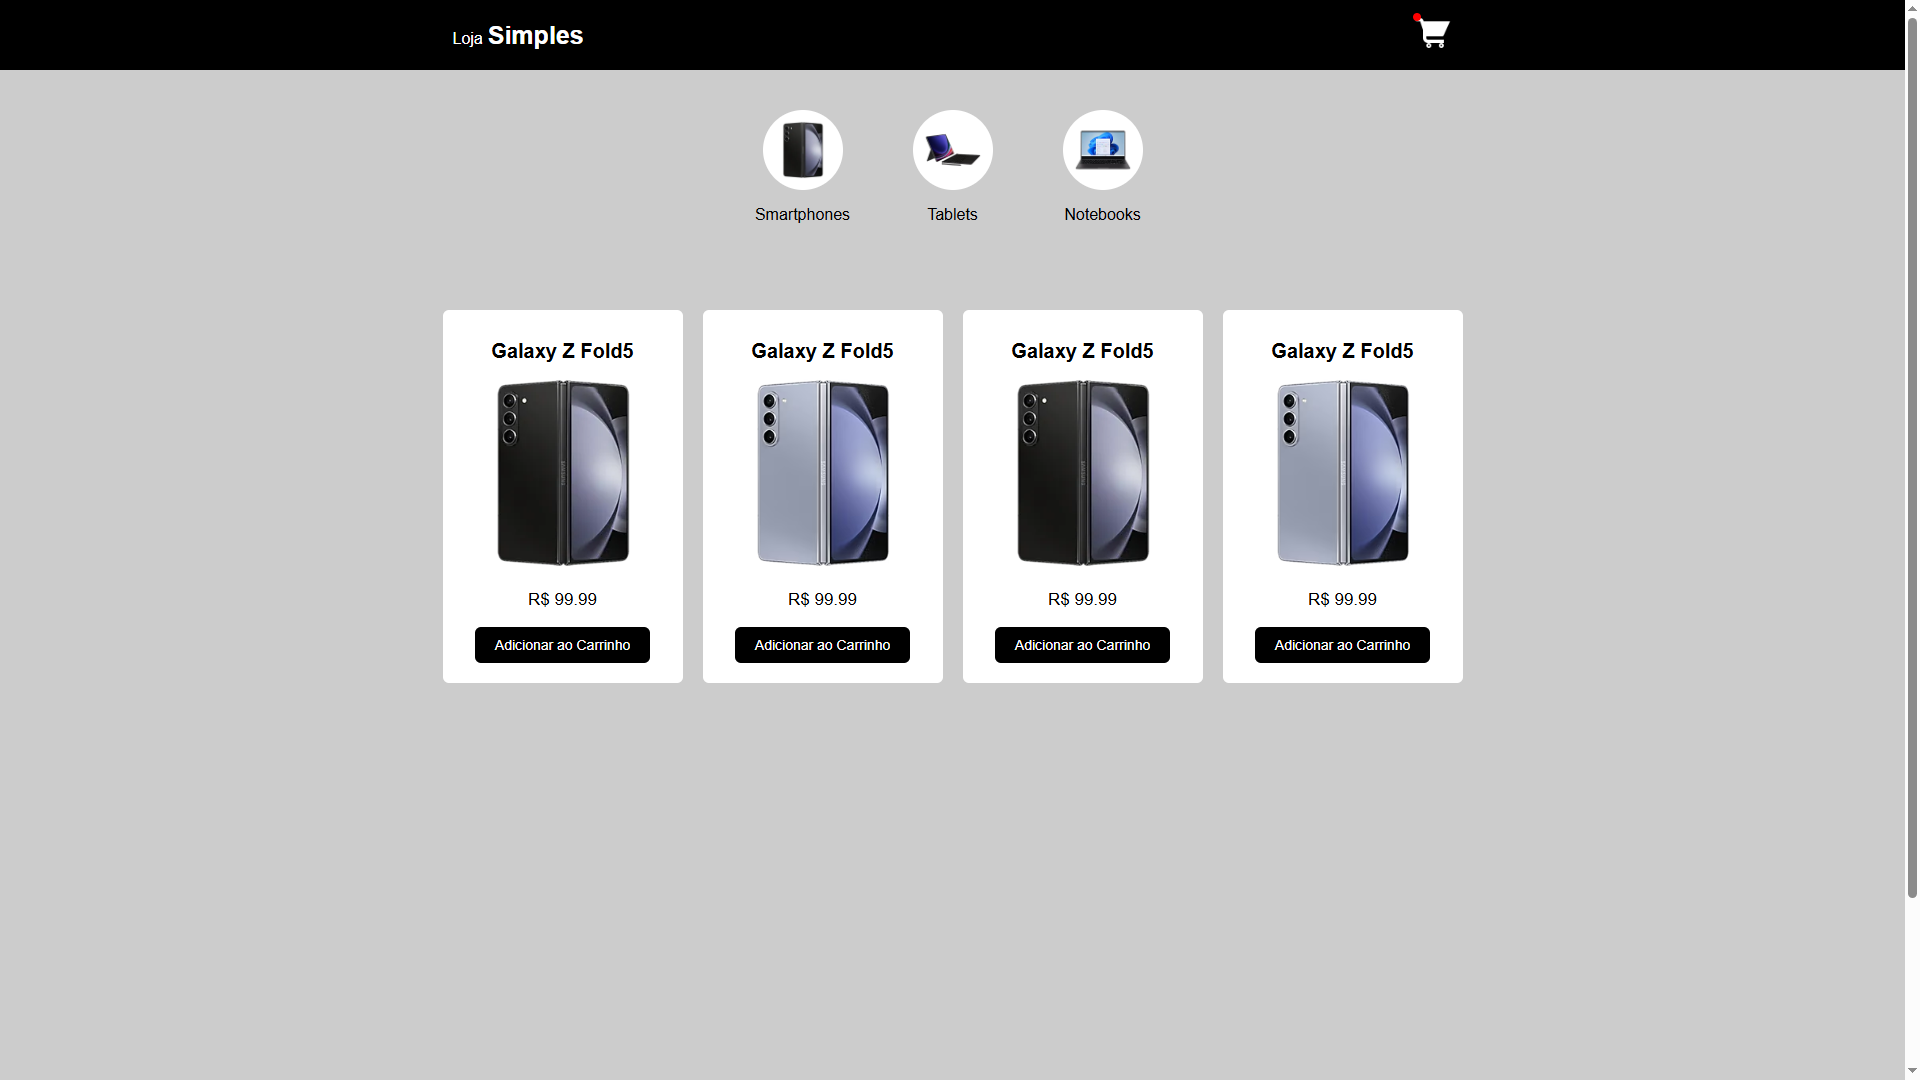 Loja Simples
Smartphones
Tablets
Notebooks
Galaxy Z Fold5
Galaxy Z Fold5
Galaxy Z Fold5
Galaxy Z Fold5
R$ 99.99
R$ 99.99
R$ 99.99
R$ 99.99
Adicionar ao Carrinho
Adicionar ao Carrinho
Adicionar ao Carrinho
Adicionar ao Carrinho